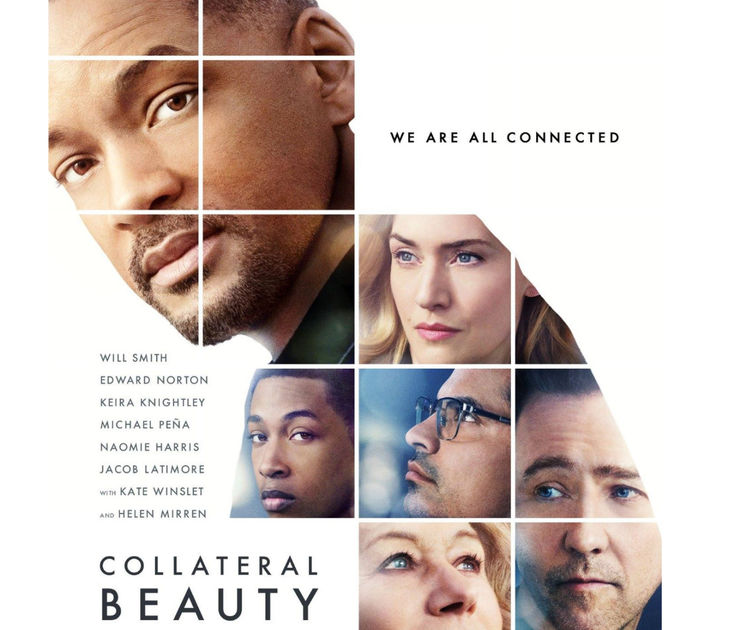 WE ARE ALL CONNECTED
WILL SMITH
EDWARD NORTON
KEIRA KNIGHTLEY
MICHAEL PEÑA
NAOMIE HARRIS
JACOB LATIMORE
WITH KATE WINSLET
AND HELEN MIRREN
COLLATERAL
BEAUTY